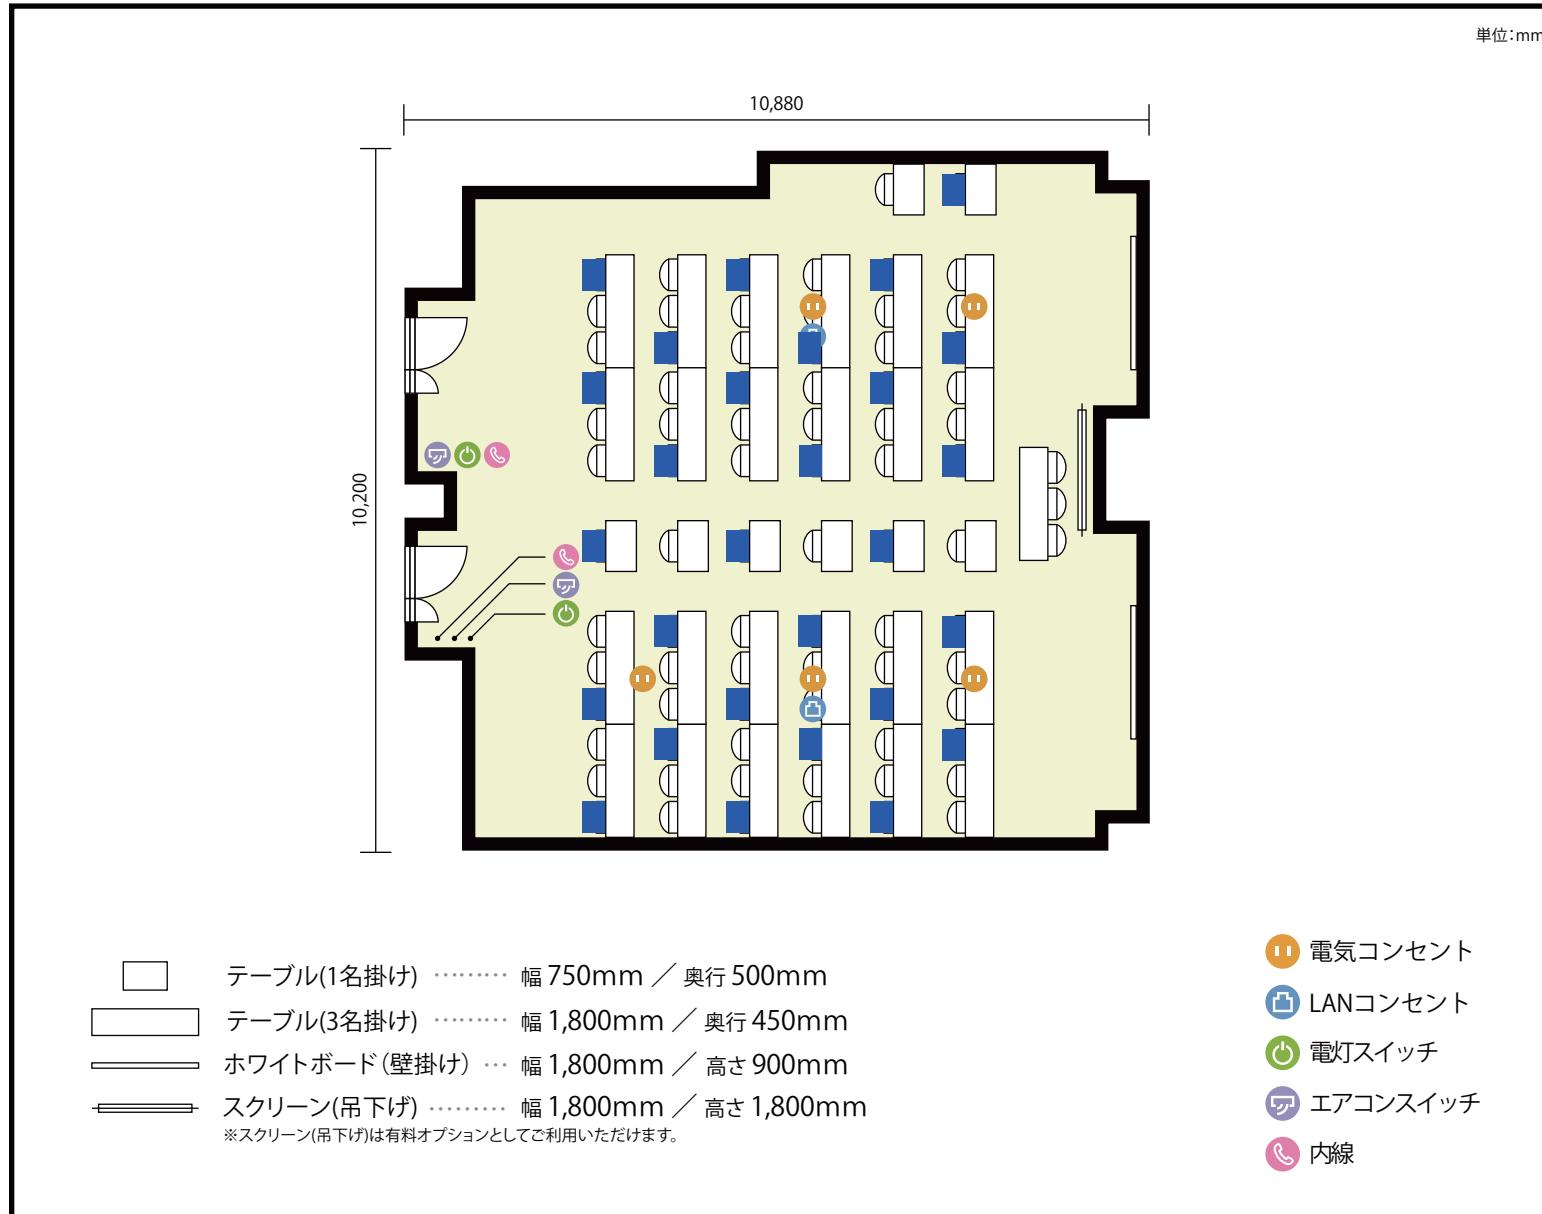 単位:mm
10,880
10,200
テーブル(1名掛け) ……… 幅 750mm ／ 奥行 500mm
テーブル(3名掛け) ……… 幅 1,800mm ／ 奥行 450mm
ホワイトボード（壁掛け） … 幅 1,800mm ／ 高さ 900mm
スクリーン(吊下げ) ……… 幅 1,800mm ／ 高さ 1,800mm
※スクリーン(吊下げ)は有料オプションとしてご利用いただけます。
電気コンセント
LANコンセント
電灯スイッチ
エアコンスイッチ
内線